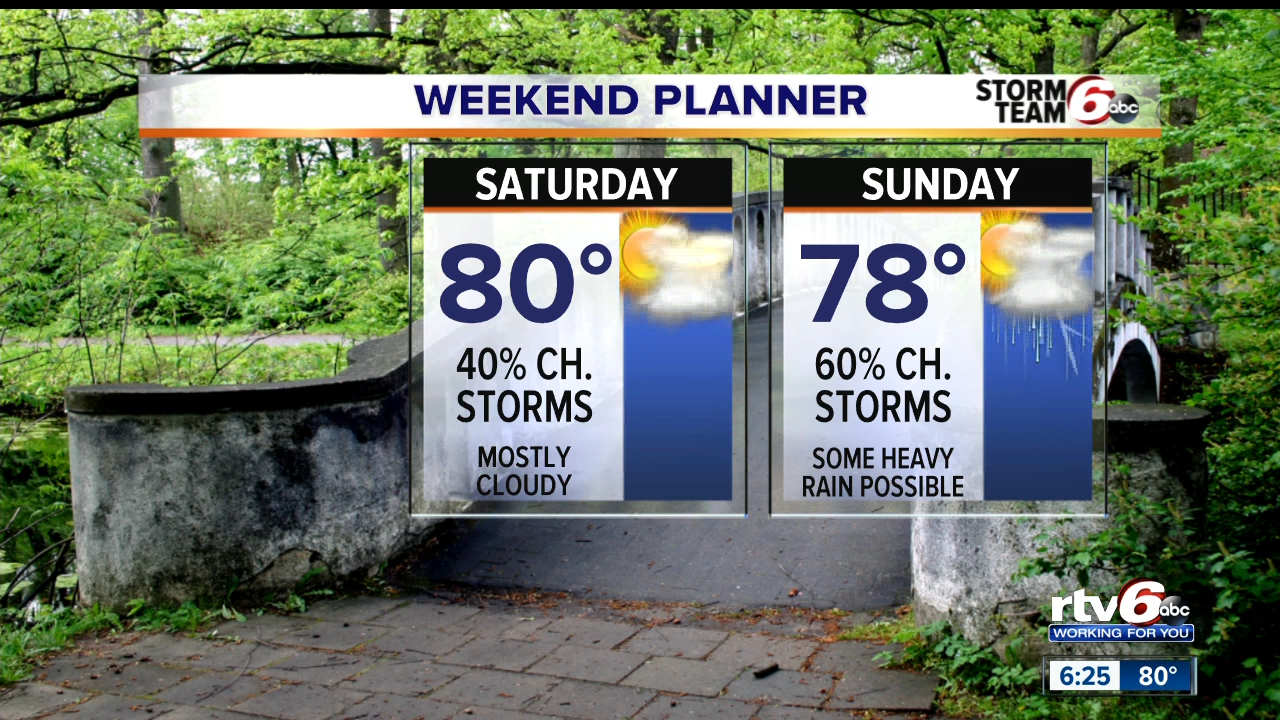 WEEKEND PLANNER
STORM
TEAM 6 abc
SATURDAY
80°
40% CH.
STORMS
MOSTLY
CLOUDY
SUNDAY
78°
60% CH.
STORMS
SOME HEAVY
RAIN POSSIBLE
rtv6 abc
WORKING FOR YOU
6:25 80°